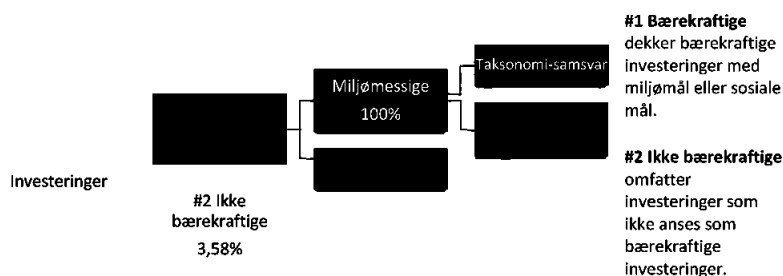 Investeringer
#2 Ikke
bærekraftige
3,58%
Miljømessige
100%
Taksonomi-samsvar
#1 Bærekraftige
dekker bærekraftige
investeringer med
miljømål eller sosiale
mål.
#2 Ikke bærekraftige
omfatter
investeringer som
ikke anses som
bærekraftige
investeringer.